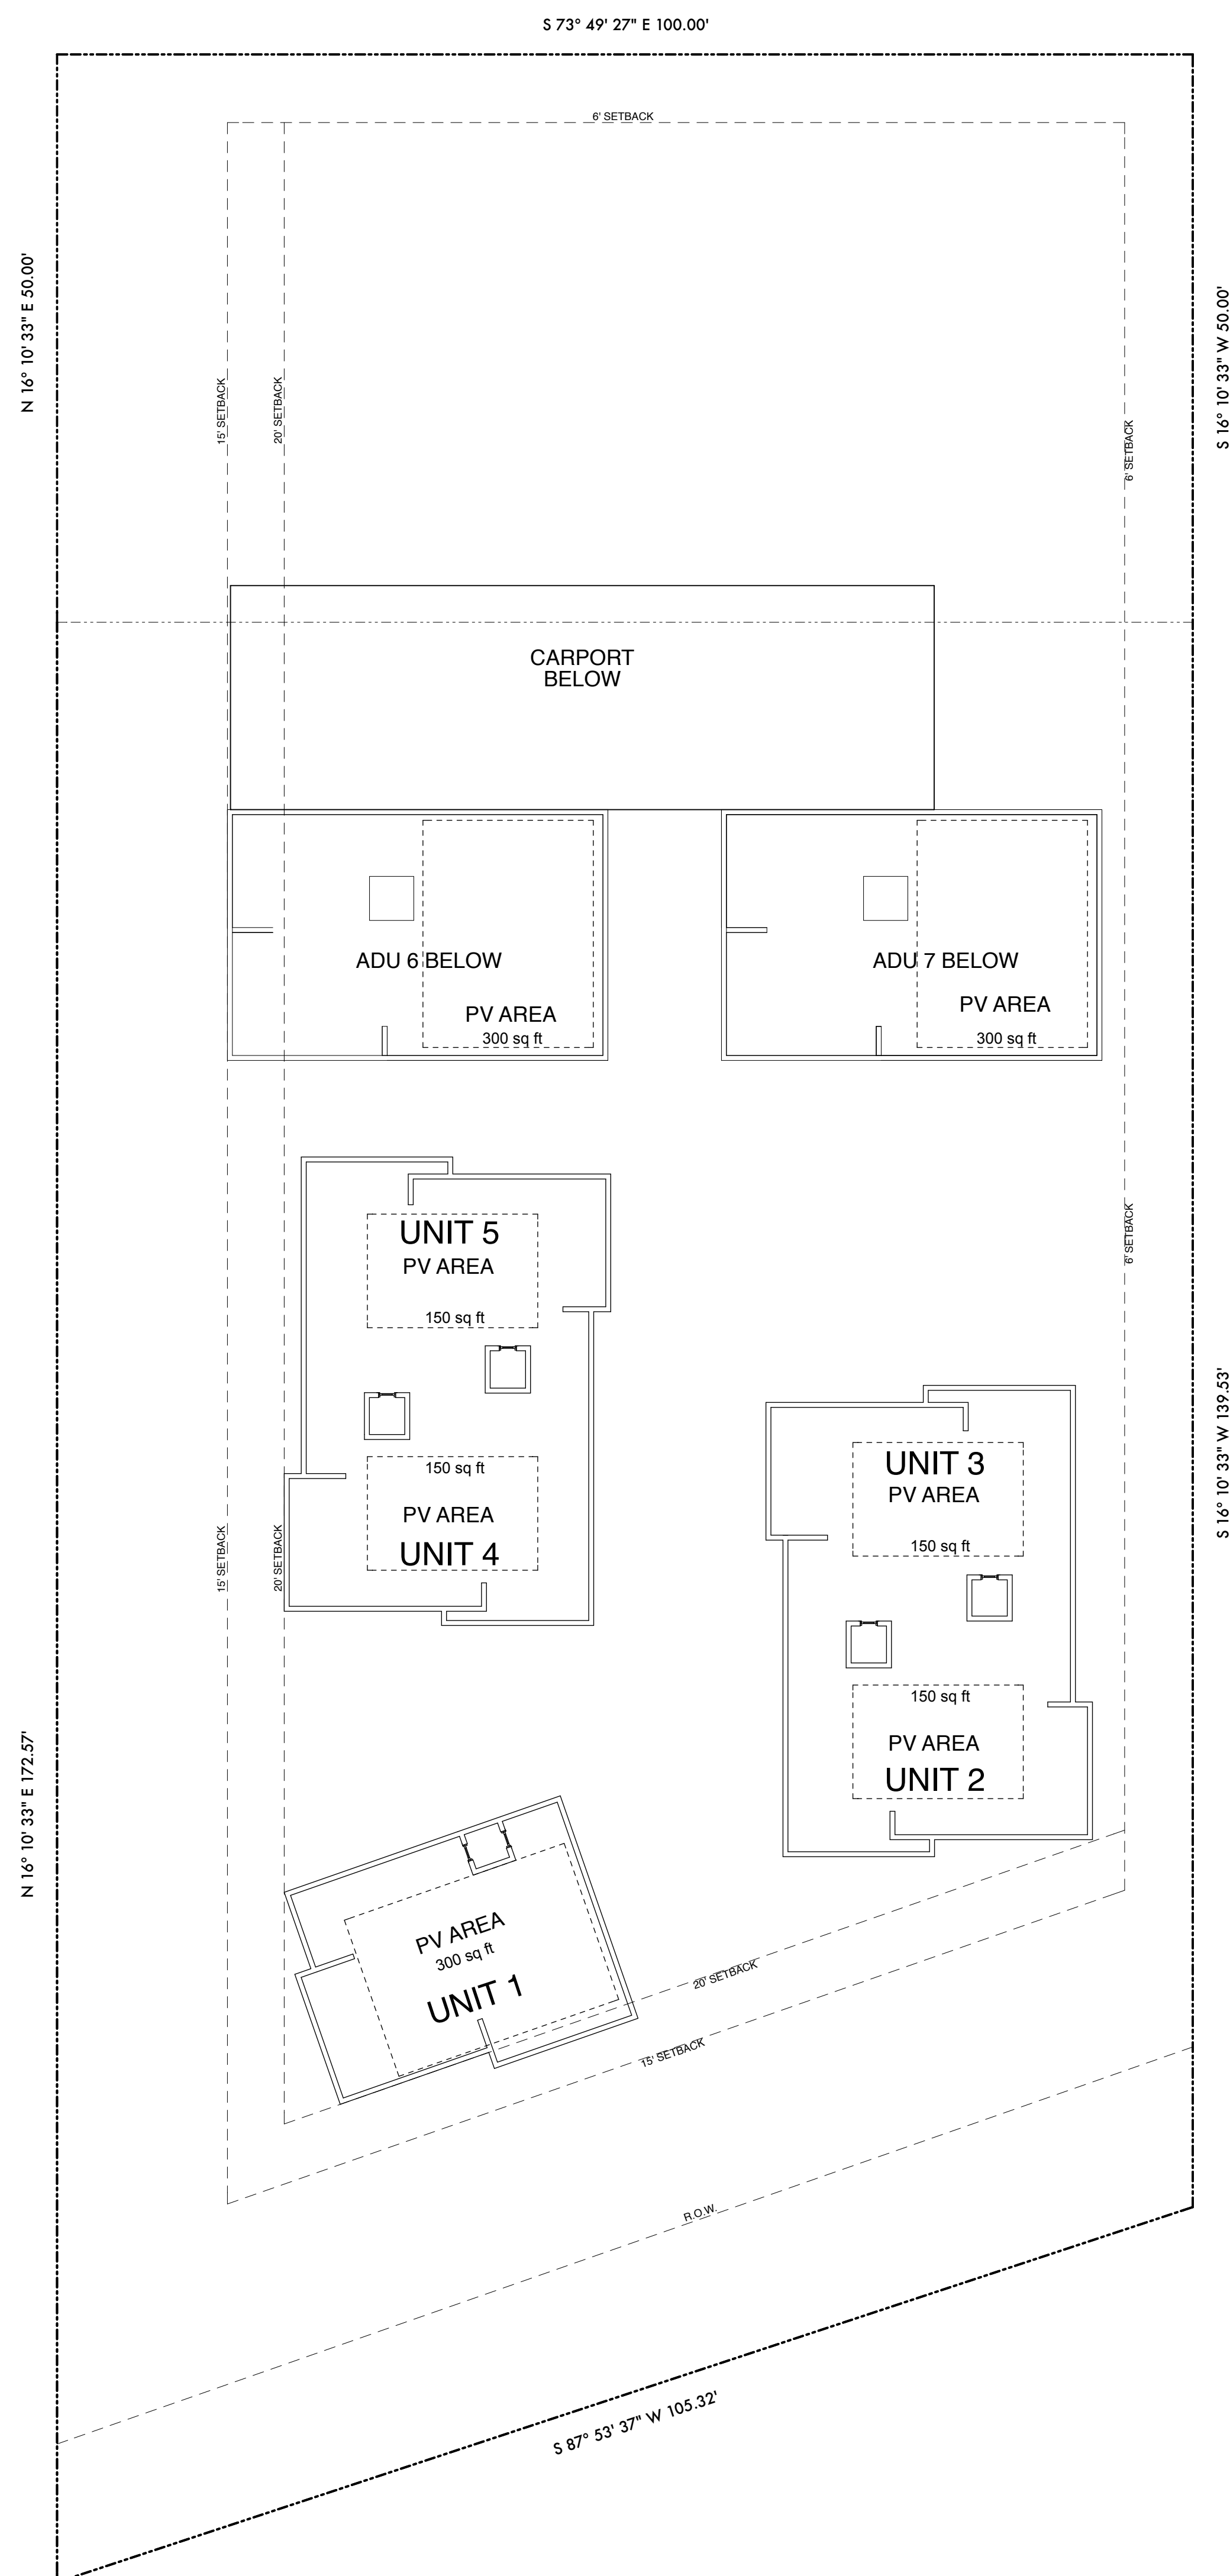 S 73° 49' 27" E 100.00'
6' SETBACK
N 16° 10' 33" E 50.00'
S 16° 10' 33" W 50.00'
15' SETBACK
20' SETBACK
6' SETBACK
CARPORT
BELOW
ADU 6 BELOW
PV AREA
300 sq ft
ADU 7 BELOW
PV AREA
300 sq ft
6' SETBACK
UNIT 5
PV AREA
150 sq ft
150 sq ft
PV AREA
UNIT 4
UNIT 3
PV AREA
150 sq ft
150 sq ft
PV AREA
UNIT 2
S 16° 10' 33" W 139.53'
15' SETBACK
20' SETBACK
N 16° 10' 33" E 172.57'
PV AREA
300 sq ft
UNIT 1
20' SETBACK
15' SETBACK
R.O.W.
S 87° 53' 37" W 105.32'